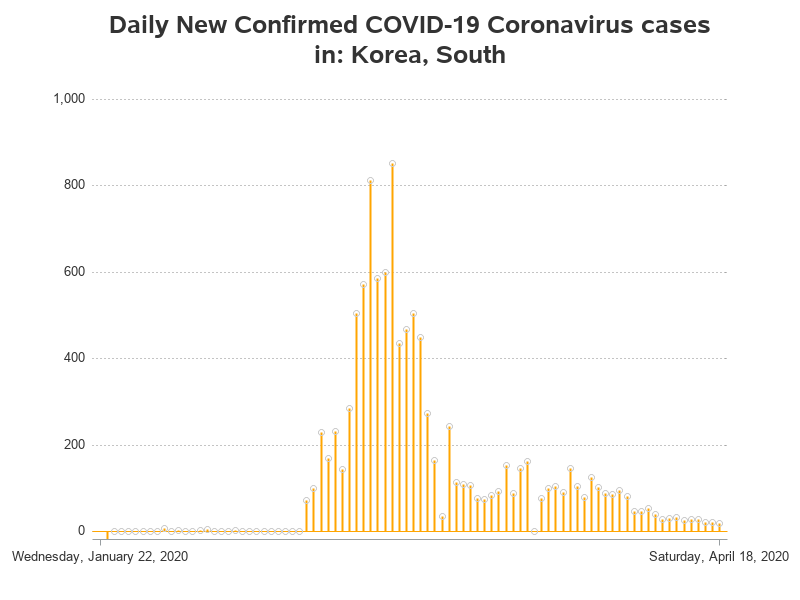 Daily New Confirmed COVID-19 Coronavirus cases
in: Korea, South
1,000
800
600
400
200
0
Wednesday, January 22, 2020
Saturday, April 18, 2020